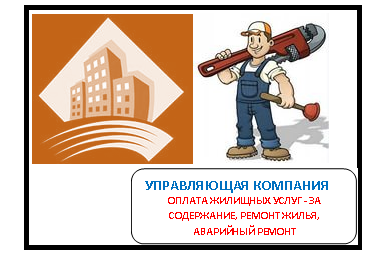 УПРАВЛЯЮЩАЯ КОМПАНИЯ
ОПЛАТА ЖИЛИЩНЫХ УСЛУГ - ЗА
СОДЕРЖАНИЕ, РЕМОНТ ЖИЛЬЯ,
АВАРИЙНЫЙ РЕМОНТ